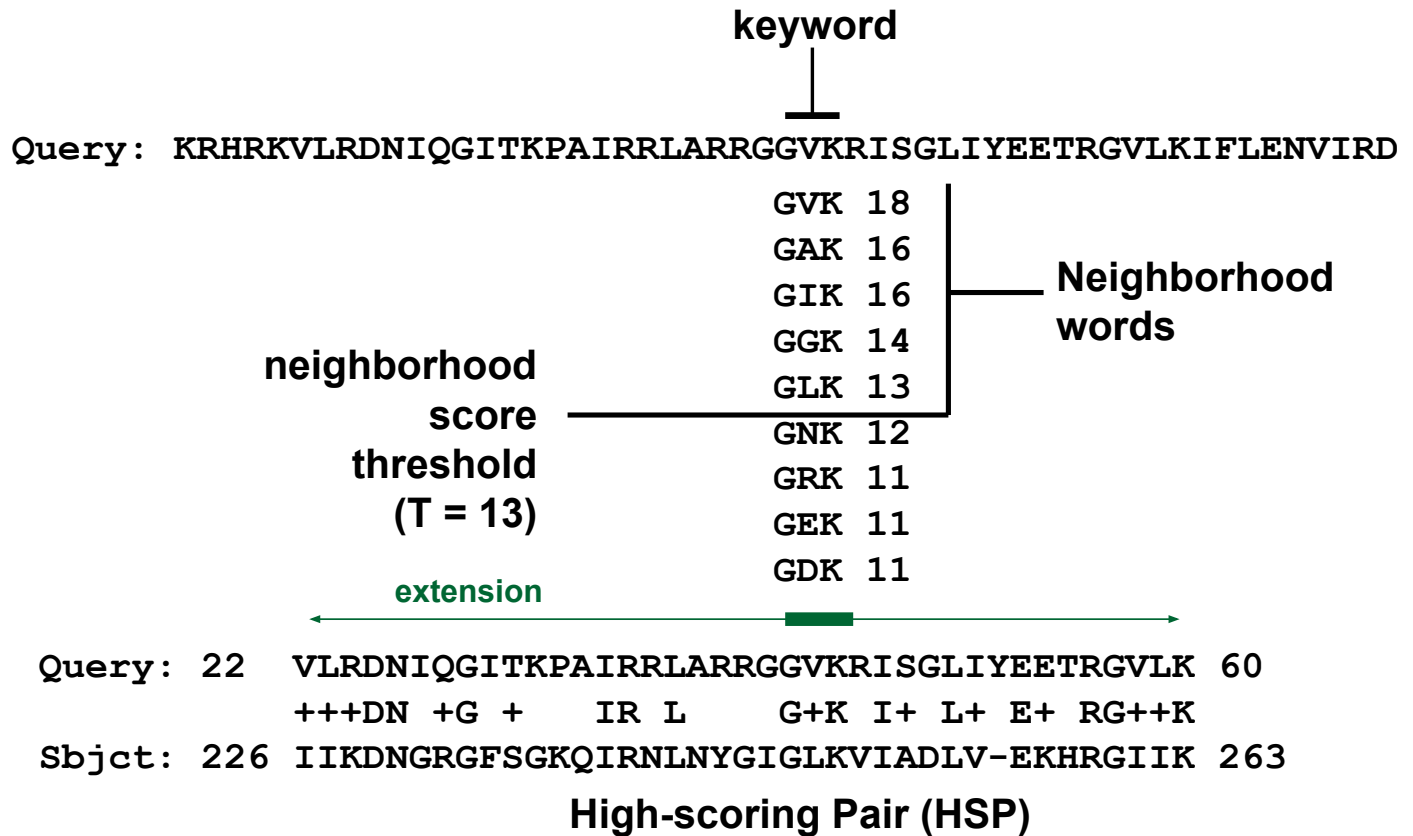 keyword
Query: KRHRKVLRDNIQGITKPAIRRLARRGGVKRISGLIYEETRGVLKIFLENVIRD
GVK 18
GAK 16
GIK 16
GGK 14
GLK 13
GNK 12
GRK 11
GEK 11
GDK 11
Neighborhood
words
neighborhood
score
threshold
(T = 13)
extension
Query: 22 VLRDNIQGITKPAIRRLARRGGVKRISGLIYEETRGVLK 60
+++DN +G + IR L G+K I+ L+ E+ RG++K
Sbjct: 226 IIKDNGRGFSGKQIRNLNYGIGLKVIADLV-EKHRGIIK 263
High-scoring Pair (HSP)